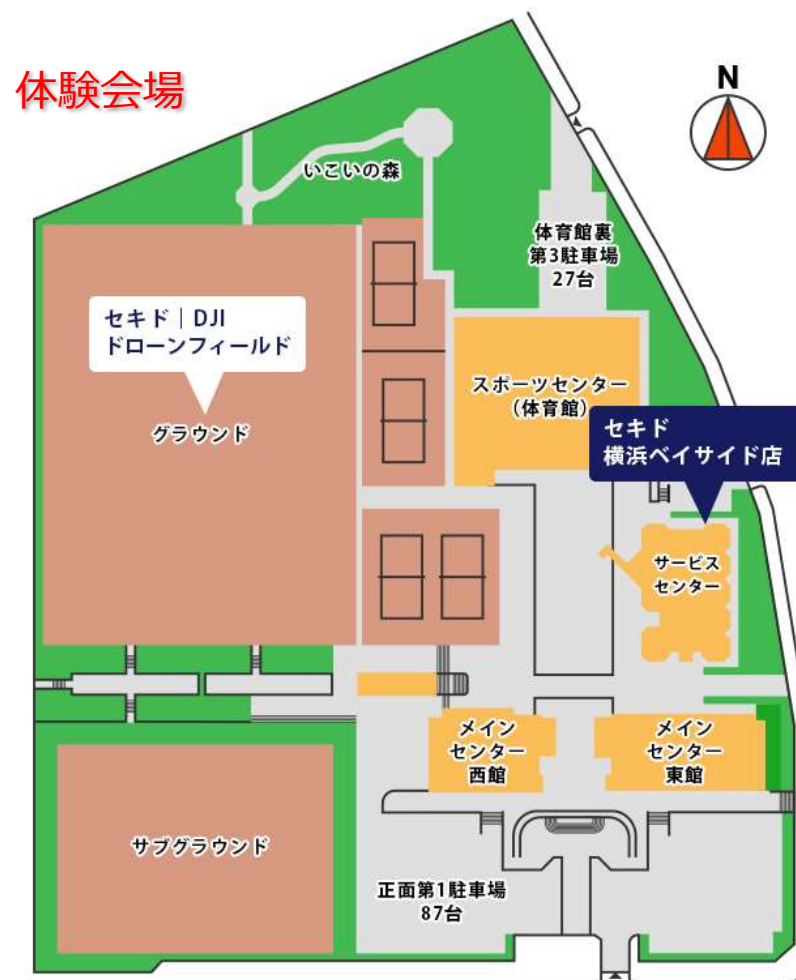 体験会場
N
いこいの森
体育館裏
第3駐車場
27台
セキド｜DJI
ドローンフィールド
グラウンド
スポーツセンター
（体育館）
セキド
横浜ベイサイド店
サービス
センター
メイン
センター
西館
メイン
センター
東館
サブグラウンド
正面第1駐車場
87台